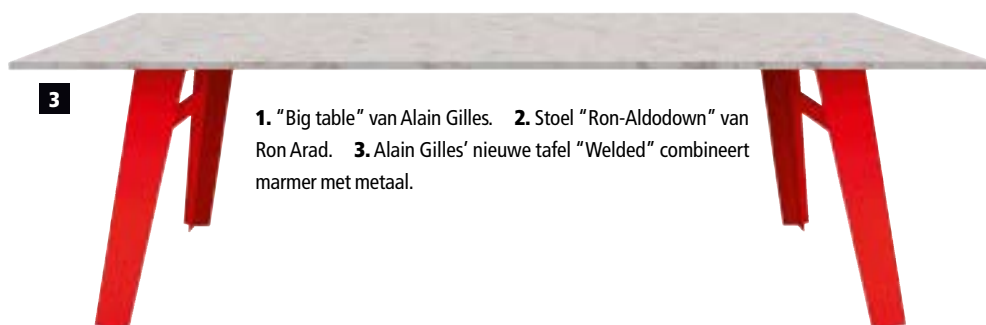 3
1. “Big table” van Alain Gilles. 2. Stoel “Ron-Aldodown” van
Ron Arad. 3. Alain Gilles’ nieuwe tafel “Welded” combineert
marmer met metaal.